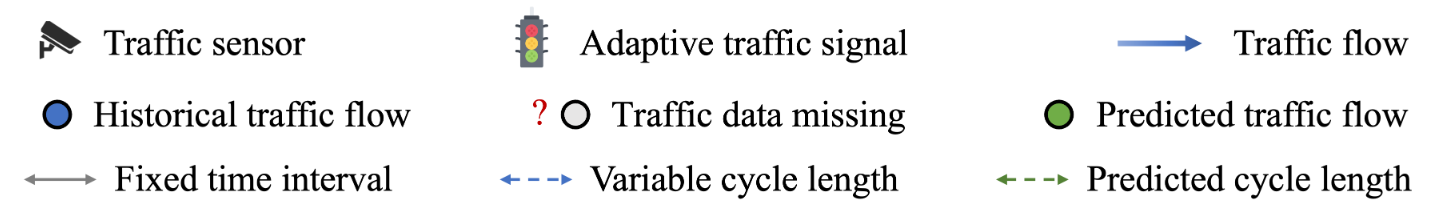 Traffic sensor Adaptive traffic signal Traffic flow
Historical traffic flow ? Traffic data missing Predicted traffic flow
Fixed time interval Variable cycle length Predicted cycle length